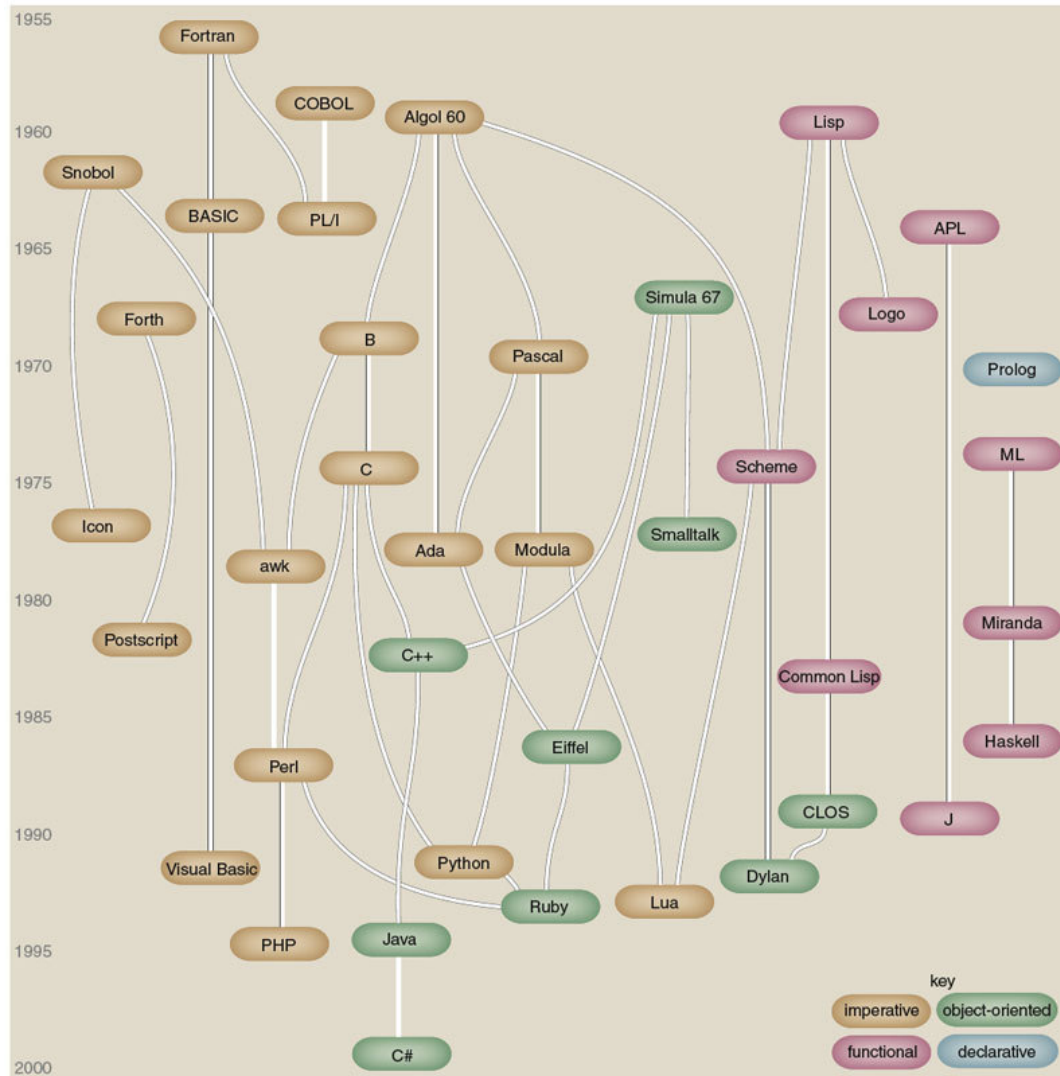 1955
Fortran
COBOL
Algol 60
Lisp
1960
Snobol
BASIC
PL/I
APL
1965
Simula 67
Logo
Forth
B
Pascal
1970
Prolog
C
Scheme
ML
1975
Icon
Ada
Modula
Smalltalk
awk
1980
Postscript
Miranda
C++
Common Lisp
1985
Eiffel
Haskell
Perl
CLOS
J
1990
Visual Basic
Python
Dylan
Ruby
Lua
PHP
Java
1995
key
imperative
object-oriented
C#
functional
declarative
2000